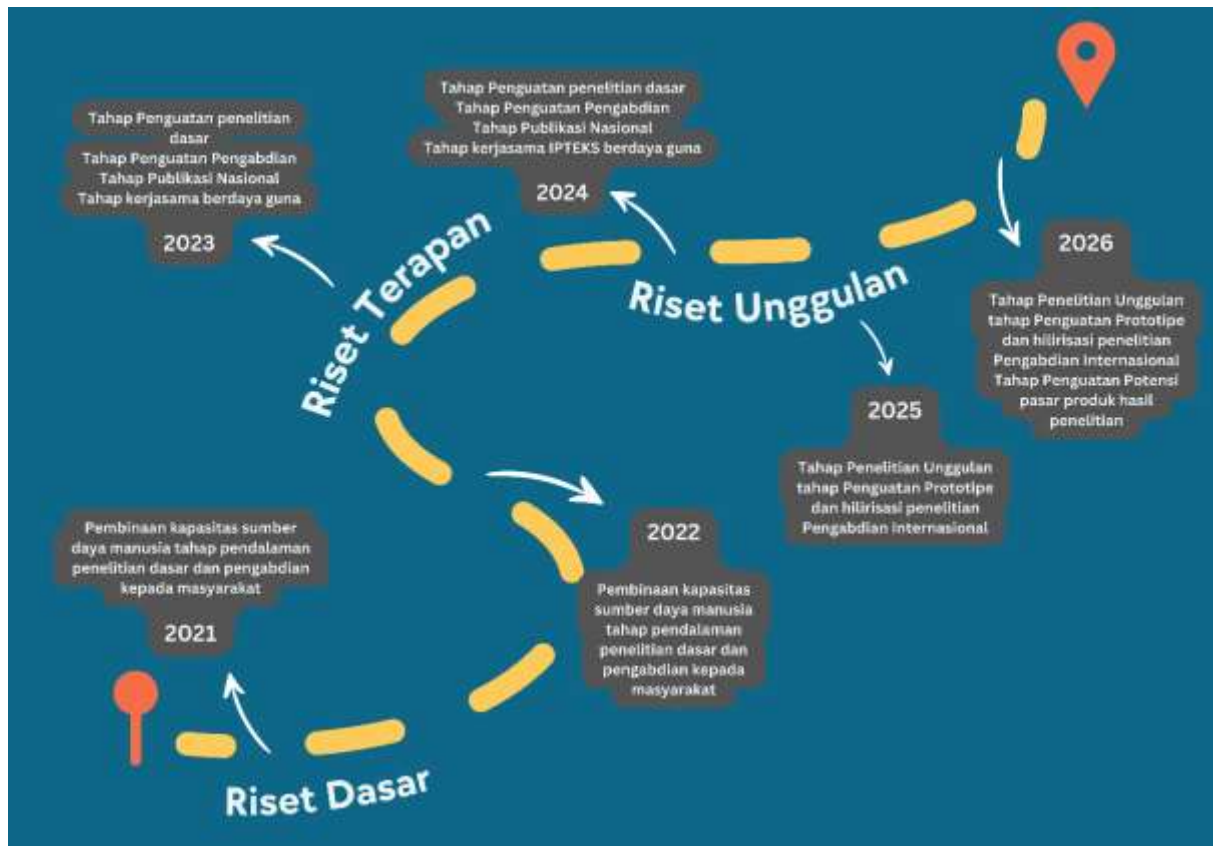 Pembinaan kapasitas sumber
daya manusia tahap pendalaman
penelitian dasar dan pengabdian
kepada masyarakat
2021
Riset Dasar
2022
Pembinaan kapasitas
sumber daya manusia
tahap pendalaman
penelitian dasar dan
pengabdian kepada
masyarakat
Riset Terapan
Tahap Penguatan penelitian
dasar
Tahap Penguatan Pengabdian
Tahap Publikasi Nasional
Tahap kerjasama berdaya guna
2023
Tahap Penguatan penelitian dasar
Tahap Penguatan Pengabdian
Tahap Publikasi Nasional
Tahap kerjasama IPTEKS berdaya guna
2024
Riset Unggulan
2025
Tahap Penelitian Unggulan
tahap Penguatan Prototipe
dan hilirisasi penelitian
Pengabdian Internasional
2026
Tahap Penelitian Unggulan
tahap Penguatan Prototipe
dan hilirisasi penelitian
Pengabdian Internasional
Tahap Penguatan Potensi
pasar produk hasil
penelitian